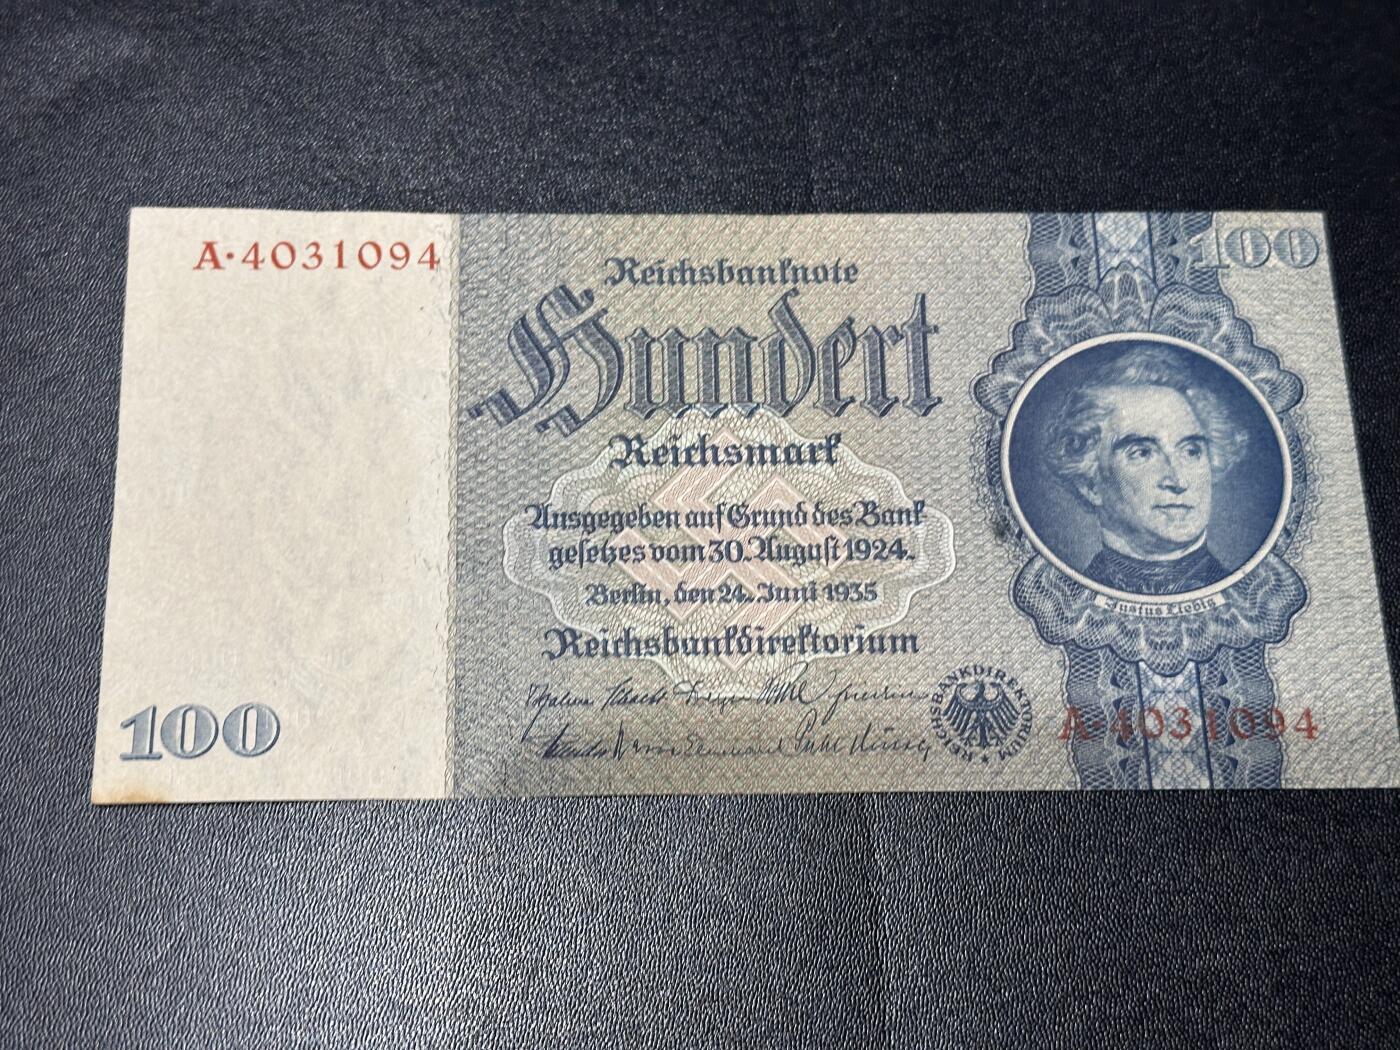 A·4031094
100
Reichsbanknote
Hundert
Reichsmark
Ausgegeben auf Grund des Bank
gesetzes vom 30. August 1924.
Berlin, den 24. Juni 1935
Reichsbankdirektorium
REICHSBANKDIREKTORIUM
Justus Liebig
A·4031094
100